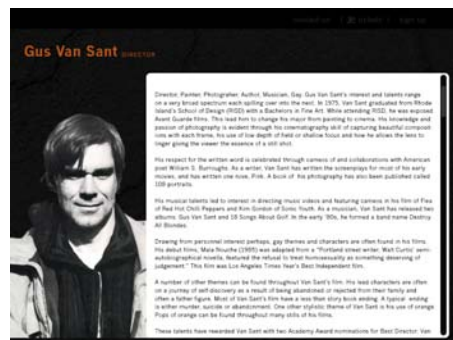 Gus Van Sant DIRECTOR
Director, Painter, Photographer, Author, Musician, Gay. Gus Van Sant's interest and talents range
on a very broad spectrum each spilling over into the next. In 1975, Van Sant graduated from Rhode
Island's School of Design (RISD) with a Bachelors in Fine Art. While attending RISD, he was exposed
Avant Guarde films. This lead him to change his major from painting to cinema. His knowledge and
passion of photography is evident through his cinematography skill of capturing beautiful composit
ions with each frame, his use of low depth of field or shallow focus and how he allows the lens to
linger giving the viewer the essence of a still shot.
His respect for the written word is celebrated through cameos of and collaborations with American
poet William S. Burroughs. As a writer, Van Sant has written the screenplays for most of his early
movies, and has written one novel, Pink. A book of his photography has also been published called
108 portraits.
His musical talents led to interest in directing music videos and featuring cameos in his film of Flea
of Red Hot Chili Peppers and Kim Gordon of Sonic Youth. As a musician, Van Sant has released two
albums: Gus Van Sant and 18 Songs About Golf. In the early '80s, he formed a band name Destroy
All Blondes.
Drawing from personnel interest perhaps, gay themes and characters are often found in his films.
His debut films, Mala Nouche (1985) was adapted from a "Portland street writer, Walt Curtis' semi-
autobiographical novella, featured the refusal to treat homosexuality as something deserving of
judgement." This film won Los Angeles Times Year's Best Independent film.
A number of other themes can be found throughout Van Sant's film. His lead characters are often
on a journey of self-discovery as a result of being abandoned or rejected from their family and
often a father figure. Most of Van Sant's film have a less than story book ending. A typical ending
is either murder, suicide or abandonment. One other stylistic theme of Van Sant is his use of orange
Pops of orange can be found throughout many stills of his films.
These talents have rewarded Van Sant with two Academy Award nominations for Best Director: Van